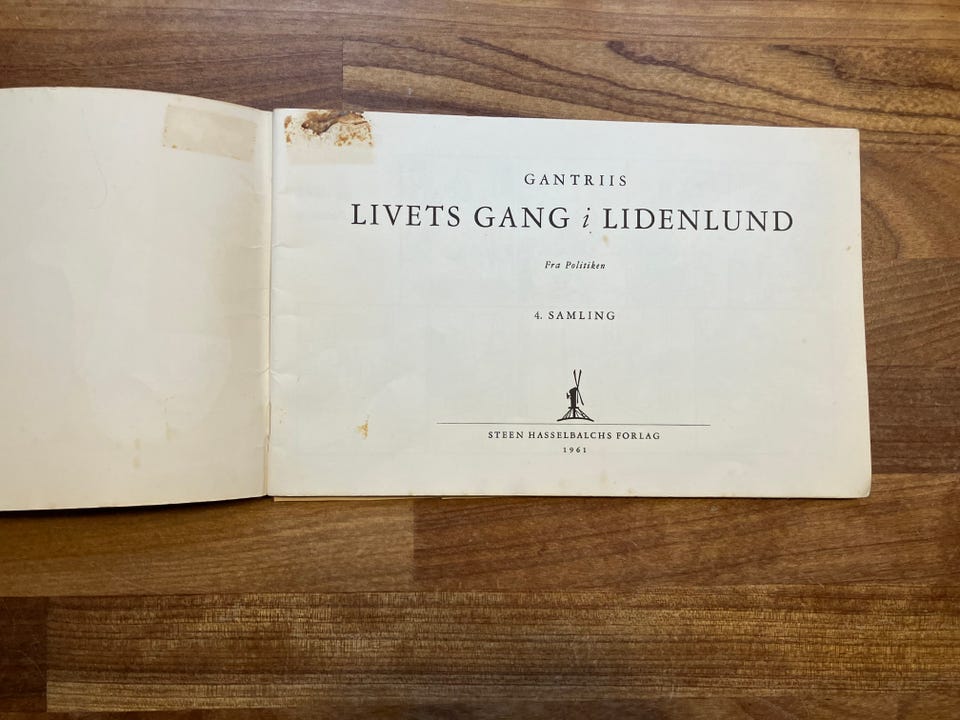 GANTRIIS
LIVETS GANG i LIDENLUND
Fra Politiken
4. SAMLING
STEEN HASSELBALCHS FORLAG
1961